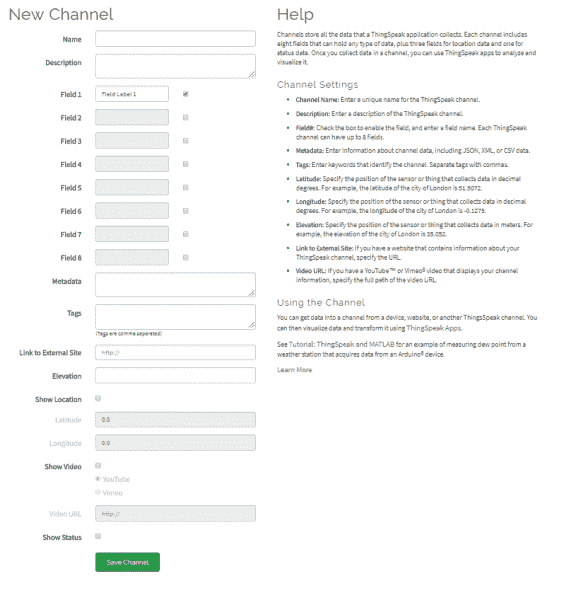 New Channel
Name
Description
Field 1
Field Label 1
Field 2
Field 3
Field 4
Field 5
Field 6
Field 7
Field 8
Metadata
Tags
(Tags are comma separated)
Link to External Site
http://
Elevation
Show Location
Latitude
0.0
Longitude
0.0
Show Video
YouTube
Vimeo
Video URL
http://
Show Status
Save Channel
Help
Channels store all the data that a ThingSpeak application collects. Each channel includes
eight fields that can hold any type of data, plus three fields for location data and one for
status data. Once you collect data in a channel, you can use ThingSpeak apps to analyze and
visualize it.
Channel Settings
• Channel Name: Enter a unique name for the ThingSpeak channel.
• Description: Enter a description of the ThingSpeak channel.
• Field#: Check the box to enable the field, and enter a field name. Each ThingSpeak
channel can have up to 8 fields.
• Metadata: Enter information about channel data, including JSON, XML, or CSV data.
• Tags: Enter keywords that identify the channel. Separate tags with commas.
• Latitude: Specify the position of the sensor or thing that collects data in decimal
degrees. For example, the latitude of the city of London is 51.5072.
• Longitude: Specify the position of the sensor or thing that collects data in decimal
degrees. For example, the longitude of the city of London is -0.1275.
• Elevation: Specify the position of the sensor or thing that collects data in meters. For
example, the elevation of the city of London is 35.052.
• Link to External Site: If you have a website that contains information about your
ThingSpeak channel, specify the URL.
• Video URL: If you have a YouTube™ or Vimeo® video that displays your channel
information, specify the full path of the video URL.
Using the Channel
You can get data into a channel from a device, website, or another ThingsSpeak channel. You
can then visualize data and transform it using ThingSpeak Apps.
See Tutorial: ThingSpeak and MATLAB for an example of measuring dew point from a
weather station that acquires data from an Arduino® device.
Learn More